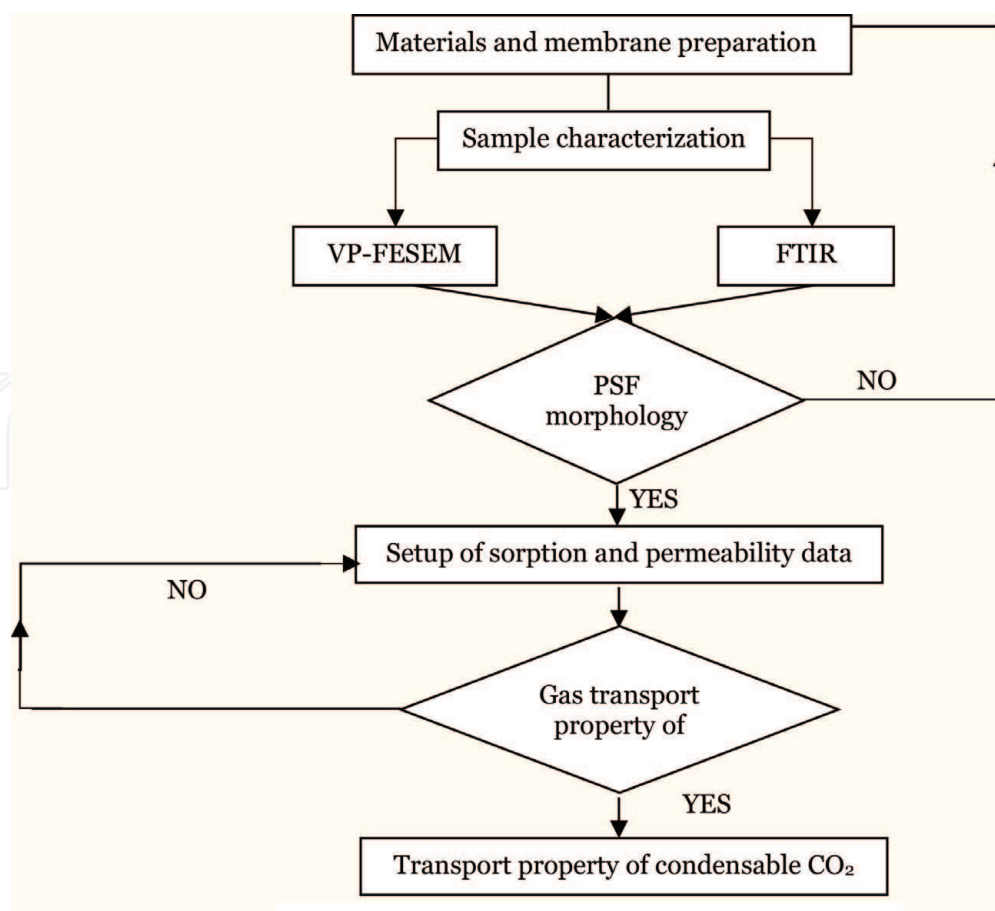 Materials and membrane preparation
Sample characterization
VP-FESEM
FTIR
PSF
morphology
NO
YES
Setup of sorption and permeability data
NO
Gas transport
property of
YES
Transport property of condensable CO₂